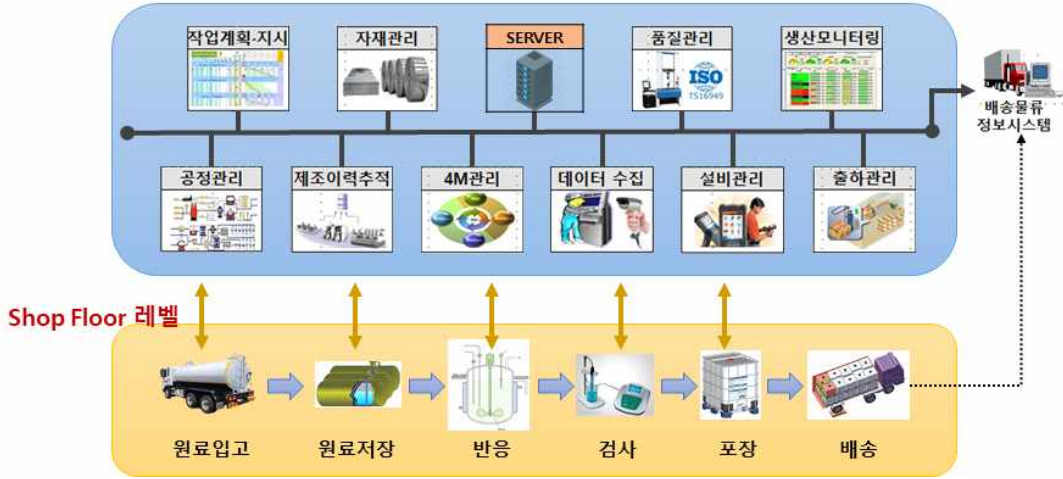 작업계획·지시
자재관리
SERVER
품질관리
생산모니터링
ISO
TS16949
배송물류
정보시스템
공정관리
제조이력추적
4M관리
데이터 수집
설비관리
출하관리
Shop Floor 레벨
원료입고
원료저장
반응
검사
포장
배송